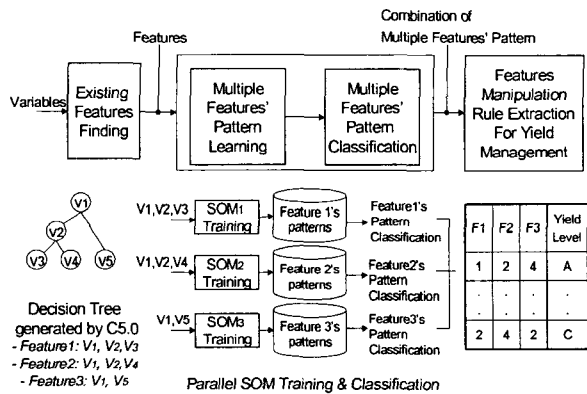 Combination of
Multiple Features' Pattern
Features
Variables
Existing
Features
Finding
Multiple
Features'
Pattern
Learning
Multiple
Features'
Pattern
Classification
Features
Manipulation
Rule Extraction
For Yield
Management
V1
V2
V3 V4 V5
Decision Tree
generated by C5.0
- Feature1: V1, V2,V3
- Feature2: V1, V2,V4
- Feature3: V1, V5
V1,V2,V3
SOM1
Training
Feature 1's
patterns
Feature1's
Pattern
Classification
V1,V2,V4
SOM2
Training
Feature 2's
patterns
Feature2's
Pattern
Classification
V1,V5
SOM3
Training
Feature 3's
patterns
Feature3's
Pattern
Classification
Parallel SOM Training & Classification
F1 F2 F3 Yield
Level
1 2 4 A
. . . .
. . . .
2 4 2 C